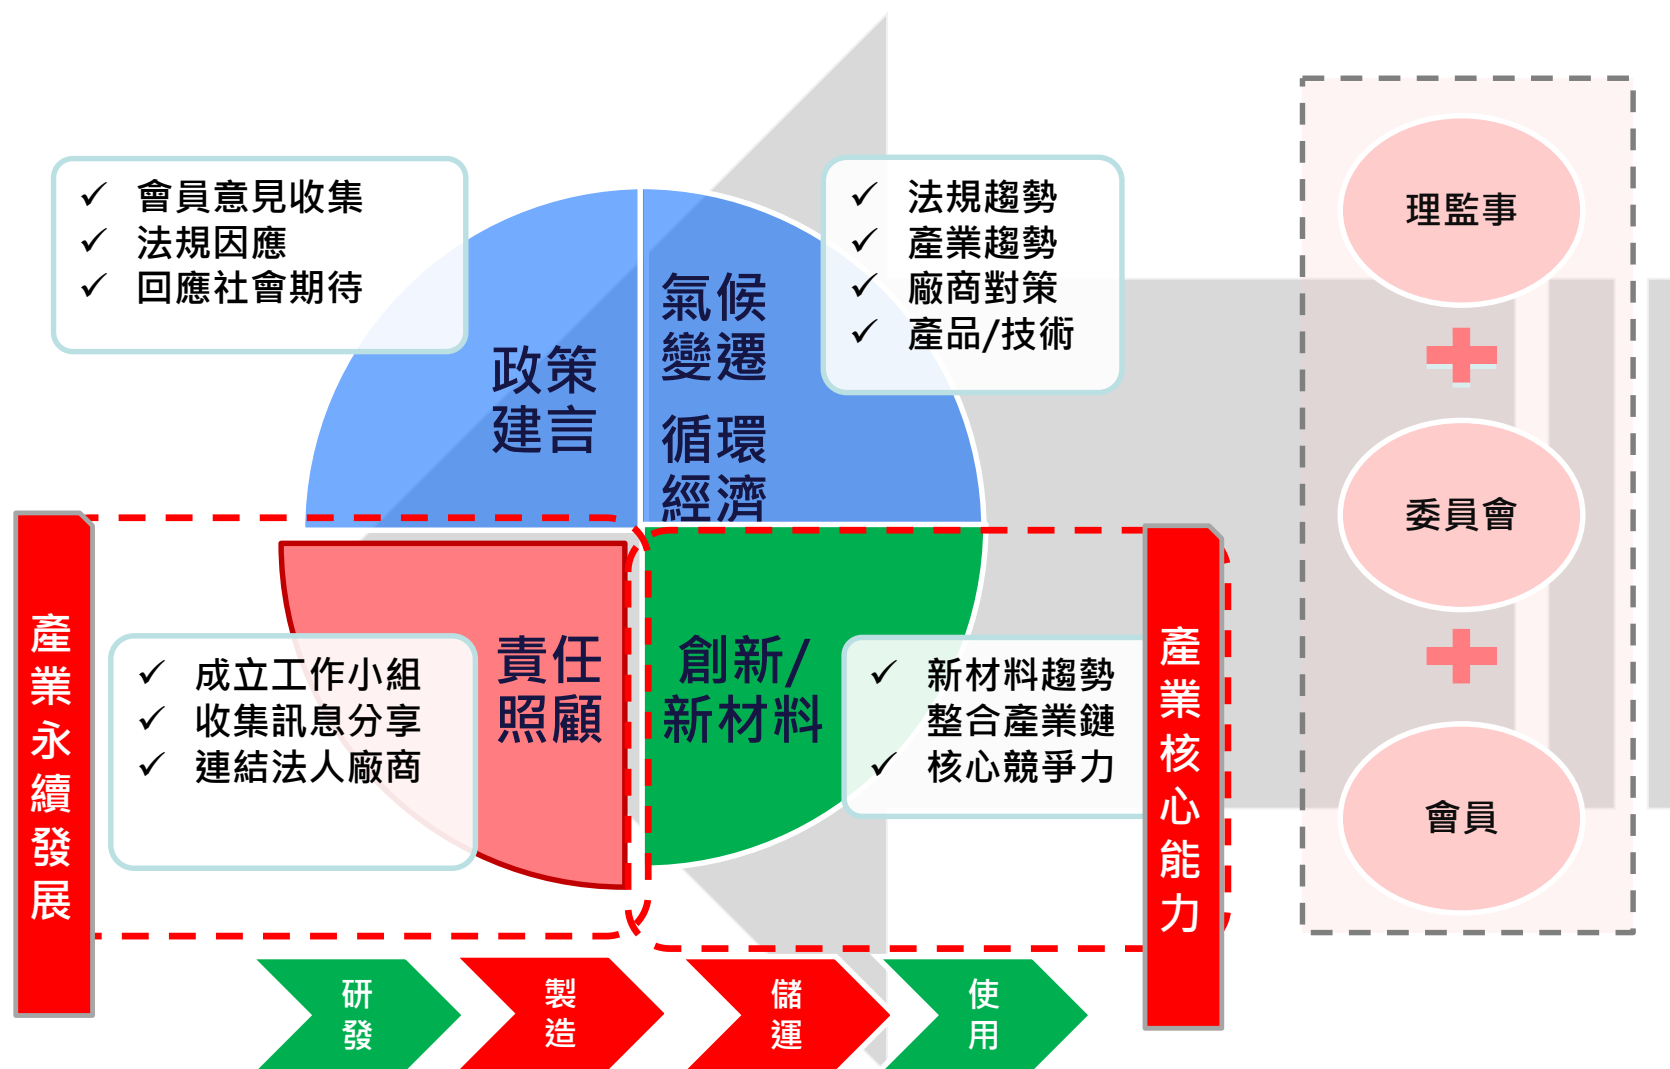 會員意見收集
法規因應
回應社會期待
法規趨勢
產業趨勢
廠商對策
產品/技術
政策
建言
氣候
變遷
循環
經濟
責任
照顧
創新/
新材料
成立工作小組
收集訊息分享
連結法人廠商
新材料趨勢
整合產業鏈
核心競爭力
產業永續發展
產業核心能力
研
發
製
造
儲
運
使
用
理監事
委員會
會員